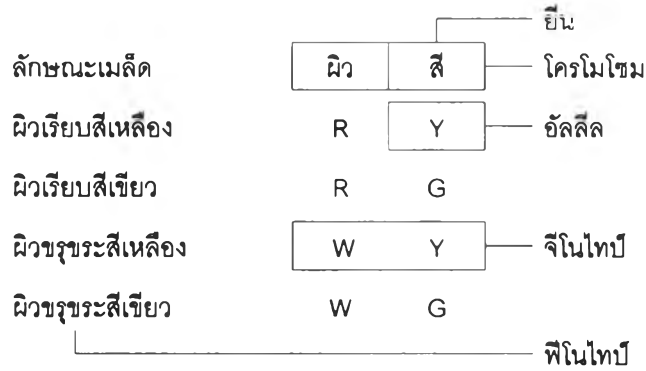 ยีน
ลักษณะเมล็ด ผิว สี โครโมโซม
ผิวเรียบสีเหลือง R Y อัลลีล
ผิวเรียบสีเขียว R G
ผิวขรุขระสีเหลือง W Y จีโนไทป์
ผิวขรุขระสีเขียว W G
ฟีโนไทป์